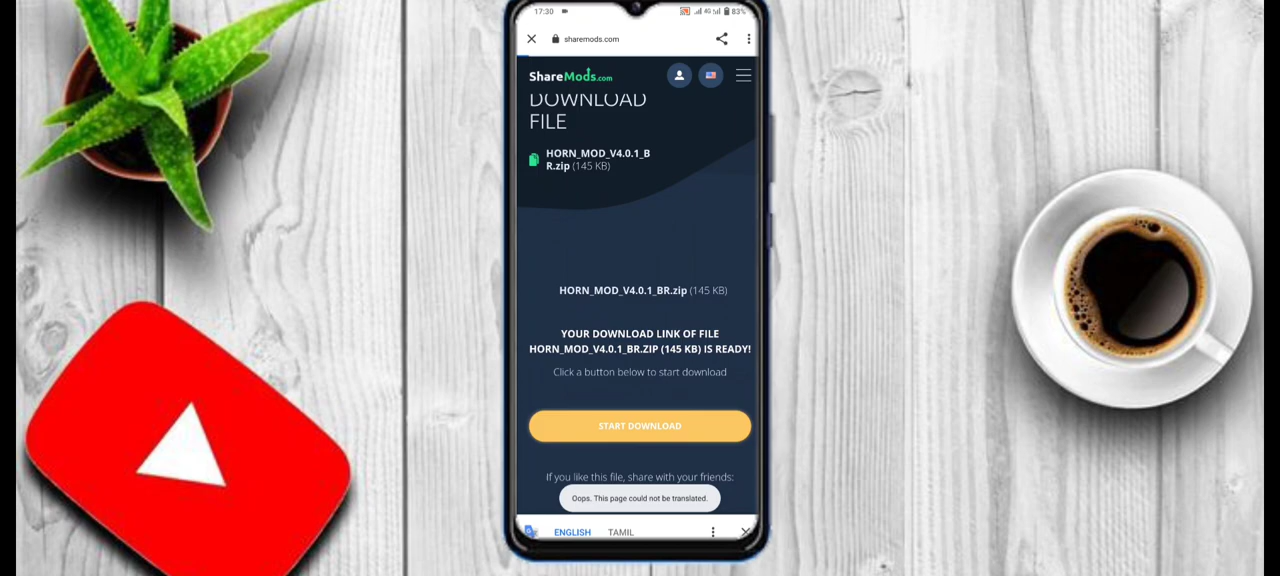 17:30
4G
83%
sharemods.com
ShareMods.com
DOWNLOAD
FILE
HORN_MOD_V4.0.1_B
R.zip (145 KB)
HORN_MOD_V4.0.1_BR.zip (145 KB)
YOUR DOWNLOAD LINK OF FILE
HORN_MOD_V4.0.1_BR.ZIP (145 KB) IS READY!
Click a button below to start download
START DOWNLOAD
If you like this file, share with your friends:
Oops. This page could not be translated.
ENGLISH TAMIL